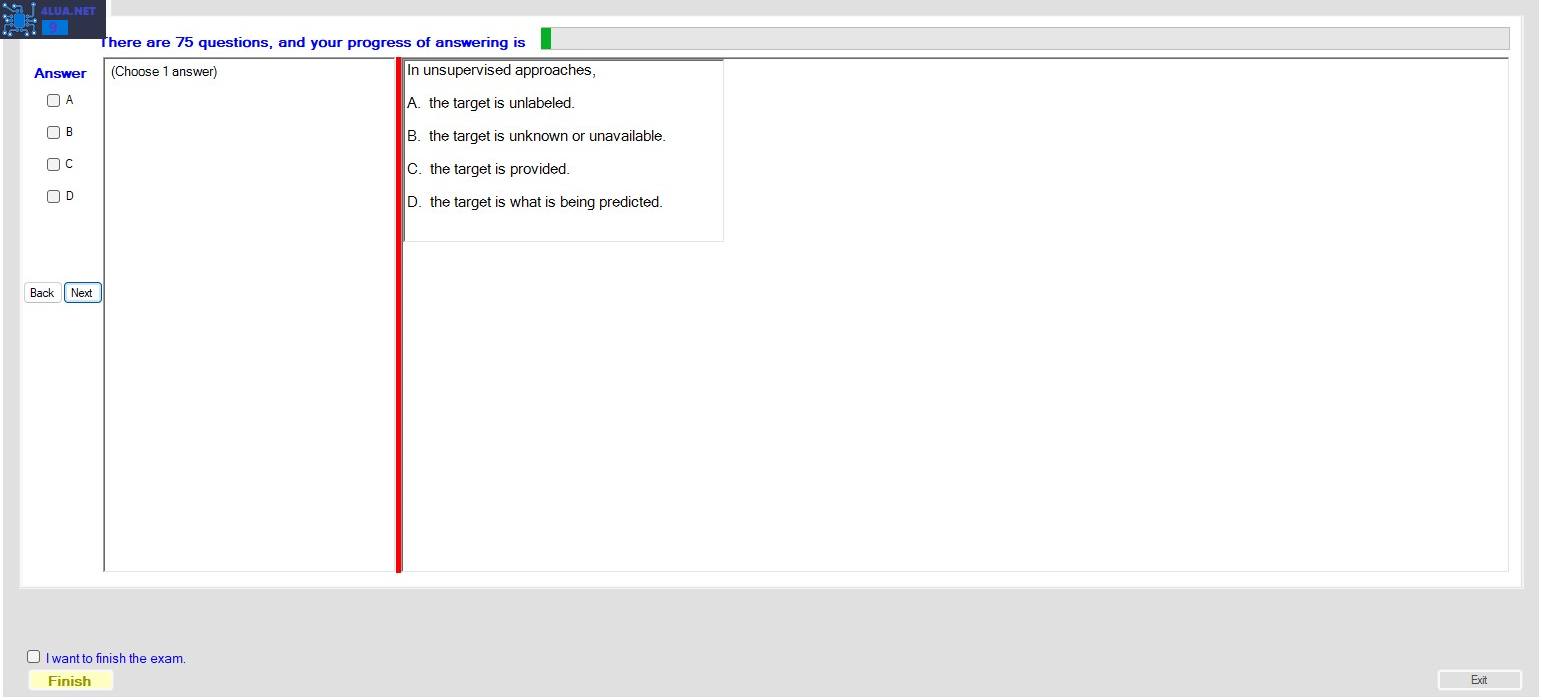 4LUA.NET
9
There are 75 questions, and your progress of answering is
Answer
(Choose 1 answer)
A
B
C
D
Back Next
In unsupervised approaches,
A. the target is unlabeled.
B. the target is unknown or unavailable.
C. the target is provided.
D. the target is what is being predicted.
I want to finish the exam.
Finish
Exit